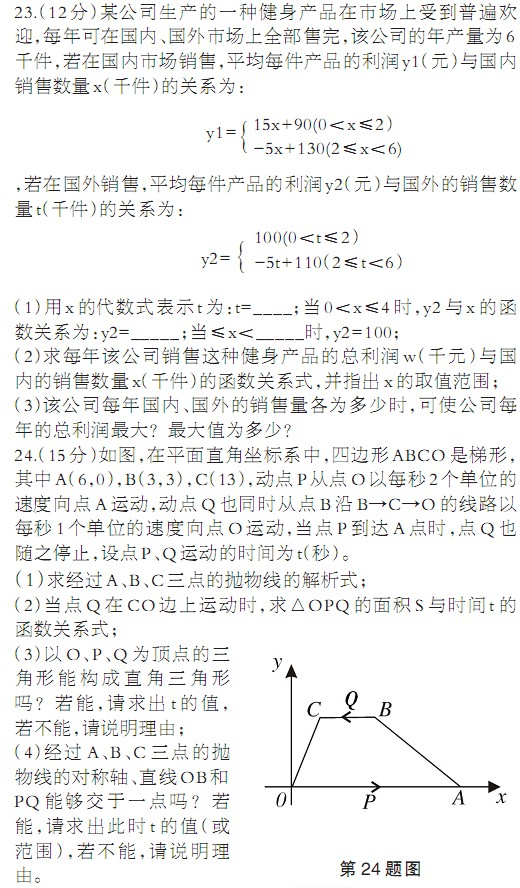 23.(12分)某公司生产的一种健身产品在市场上受到普遍欢
迎,每年可在国内、国外市场上全部售完,该公司的年产量为6
千件,若在国内市场销售,平均每件产品的利润y1(元)与国内
销售数量x(千件)的关系为:
y1={ 15x+90(0<x≤2)
-5x+130(2≤x<6)
,若在国外销售,平均每件产品的利润y2(元)与国外的销售数
量t(千件)的关系为:
y2={ 100(0<t≤2)
-5t+110(2≤t<6)
(1)用x的代数式表示t为:t=____;当0<x≤4时,y2与x的函
数关系为:y2=_____;当≤x<_____时,y2=100;
(2)求每年该公司销售这种健身产品的总利润w(千元)与国
内的销售数量x(千件)的函数关系式,并指出x的取值范围;
(3)该公司每年国内、国外的销售量各为多少时,可使公司每
年的总利润最大?最大值为多少?
24.(15分)如图,在平面直角坐标系中,四边形ABCO是梯形,
其中A(6,0),B(3,3),C(13),动点P从点O以每秒2个单位的
速度向点A运动,动点Q也同时从点B沿B→C→O的线路以
每秒1个单位的速度向点O运动,当点P到达A点时,点Q也
随之停止,设点P、Q运动的时间为t(秒)。
(1)求经过A、B、C三点的抛物线的解析式;
(2)当点Q在CO边上运动时,求△OPQ的面积S与时间t的
函数关系式;
(3)以O、P、Q为顶点的三
角形能构成直角三角形
吗?若能,请求出t的值,
若不能,请说明理由;
(4)经过A、B、C三点的抛
物线的对称轴、直线OB和
PQ能够交于一点吗?若
能,请求出此时t的值(或
范围),若不能,请说明理
由。
y
C Q B
O P A x
第24题图